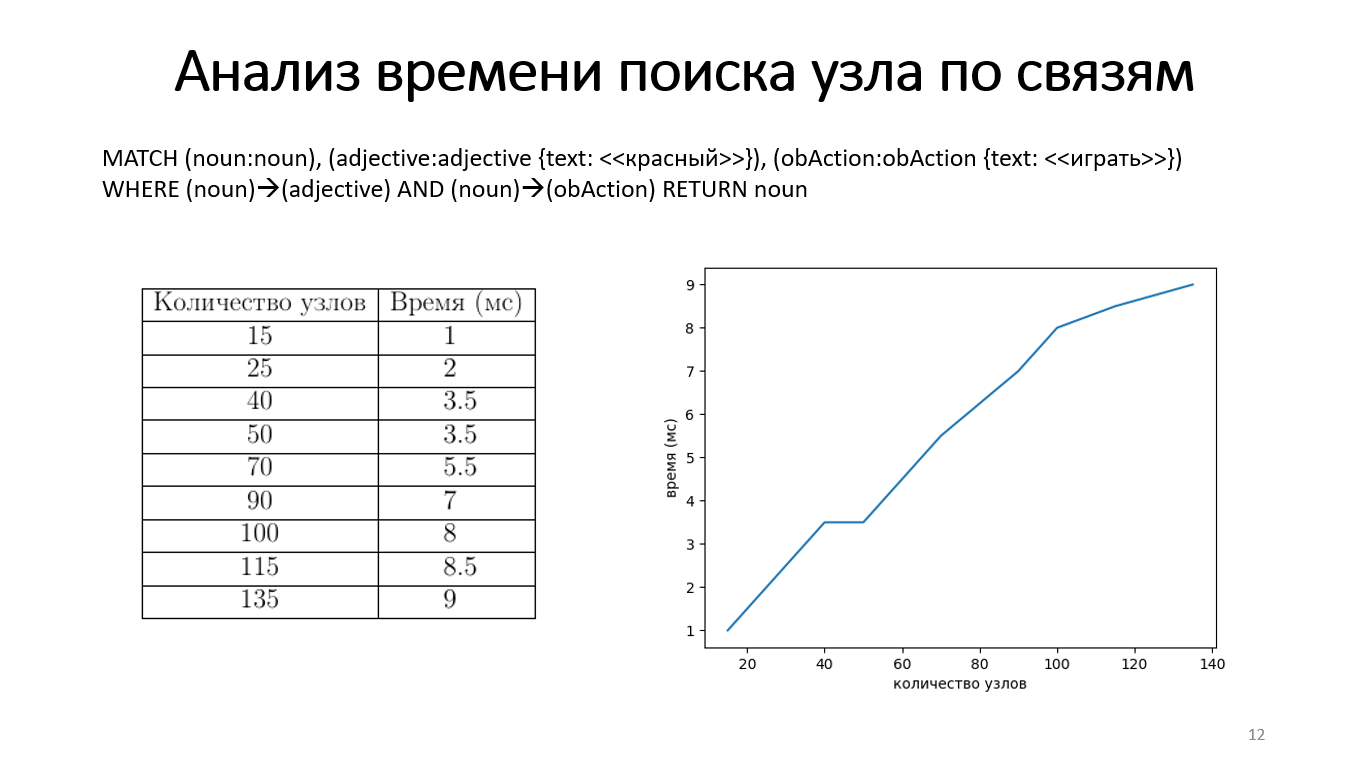 Анализ времени поиска узла по связям
MATCH (noun:noun), (adjective:adjective {text: <<красный>>}), (obAction:obAction {text: <<играть>>})
WHERE (noun)→(adjective) AND (noun)→(obAction) RETURN noun
Количество узлов Время (мс)
15 1
25 2
40 3.5
50 3.5
70 5.5
90 7
100 8
115 8.5
135 9
время (мс)
9
8
7
6
5
4
3
2
1
20 40 60 80 100 120 140
количество узлов
12